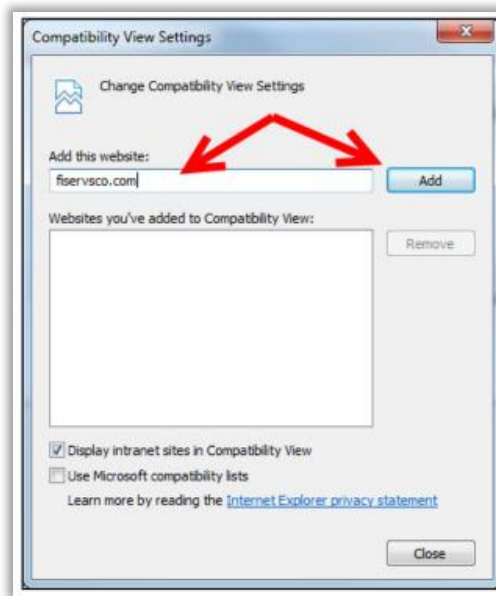 Compatibility View Settings
Change Compatibility View Settings
Add this website:
fiservsco.com
Add
Websites you've added to Compatibility View:
Remove
Display intranet sites in Compatibility View
Use Microsoft compatibility lists
Learn more by reading the Internet Explorer privacy statement
Close